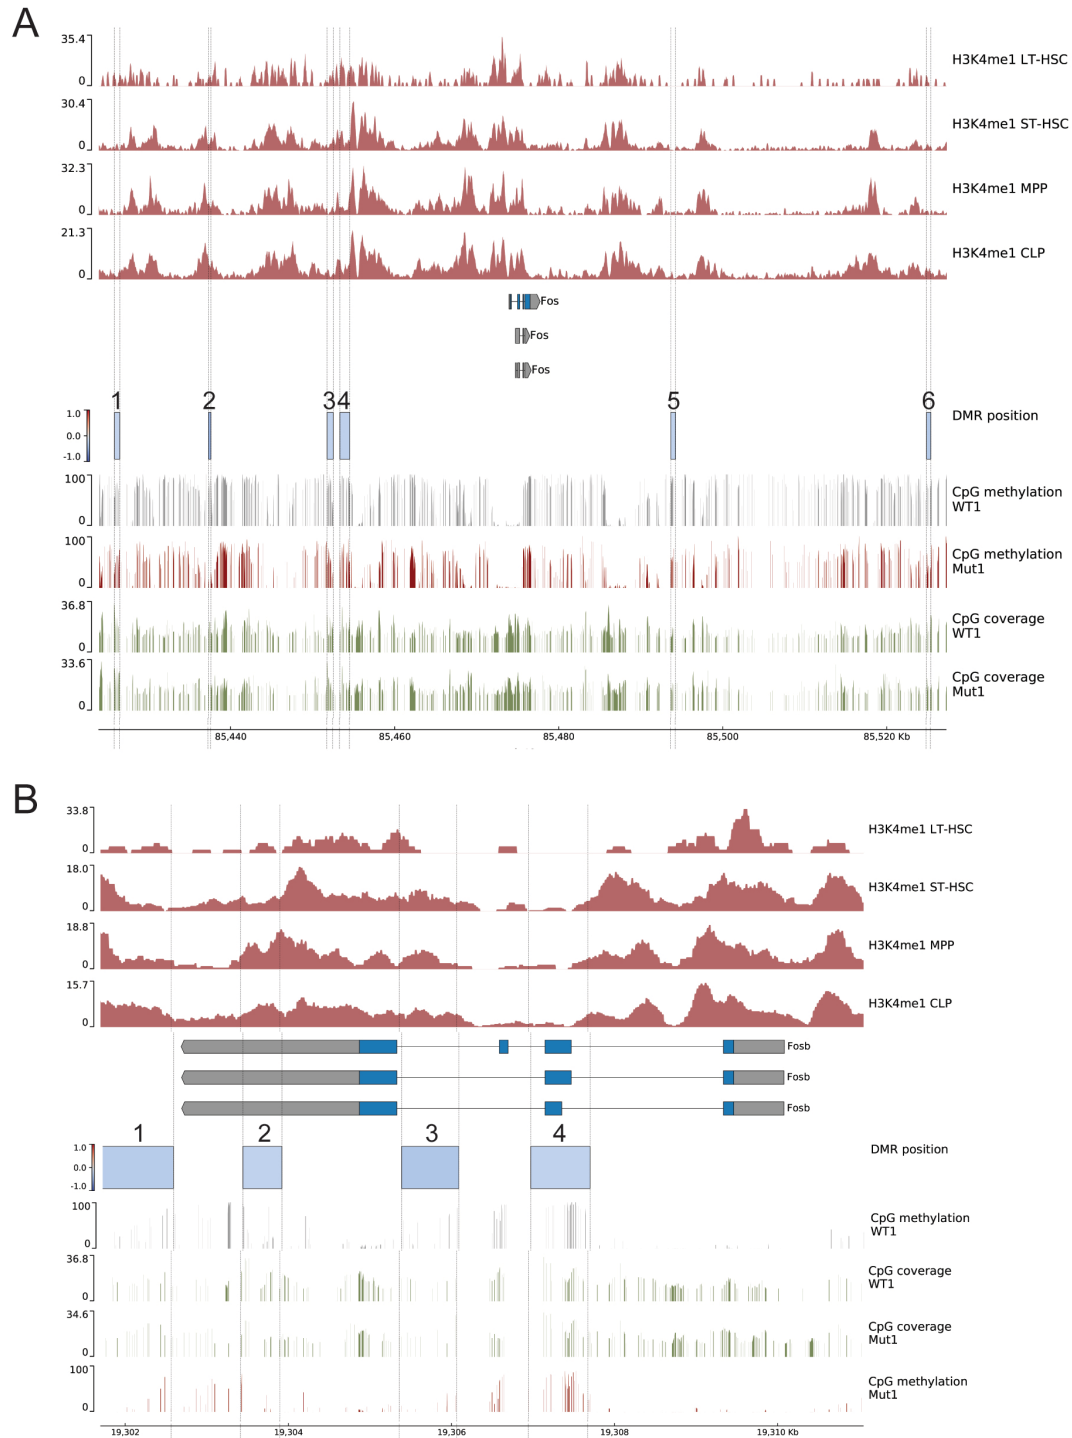 A
35.4
0
H3K4me1 LT-HSC
30.4
0
H3K4me1 ST-HSC
32.3
0
H3K4me1 MPP
21.3
0
H3K4me1 CLP
Fos
Fos
Fos
1 2 3 4 5 6
1.0
0.0
-1.0
DMR position
100
0
CpG methylation
WT1
100
0
CpG methylation
Mut1
36.8
0
CpG coverage
WT1
33.6
0
CpG coverage
Mut1
85,440 85,460 85,480 85,500 85,520 Kb
B
33.8
0
H3K4me1 LT-HSC
18.0
0
H3K4me1 ST-HSC
18.8
0
H3K4me1 MPP
15.7
0
H3K4me1 CLP
Fosb
Fosb
Fosb
1 2 3 4
1.0
0.0
-1.0
DMR position
100
0
CpG methylation
WT1
36.8
0
CpG coverage
WT1
34.6
0
CpG coverage
Mut1
100
0
CpG methylation
Mut1
19,302 19,304 19,306 19,308 19,310 Kb